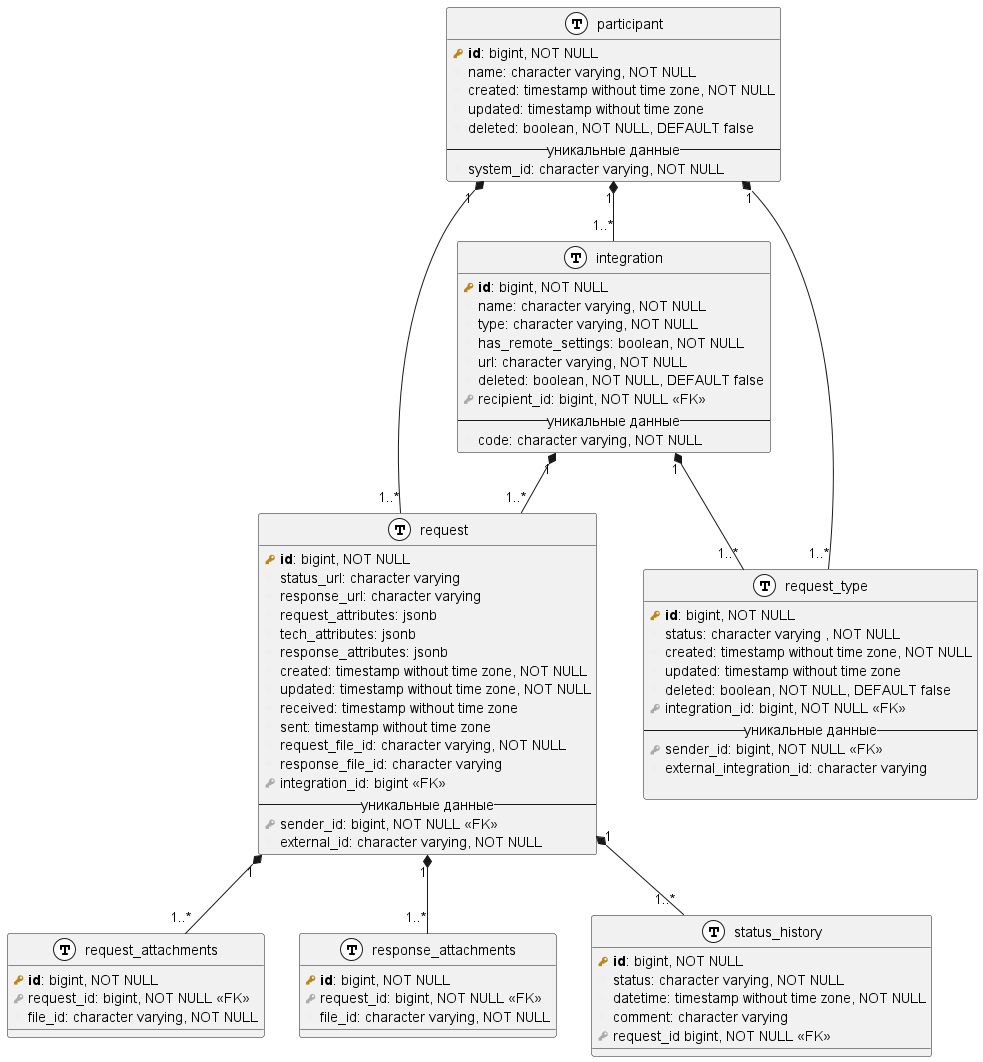 T participant
id: bigint, NOT NULL
name: character varying, NOT NULL
created: timestamp without time zone, NOT NULL
updated: timestamp without time zone
deleted: boolean, NOT NULL, DEFAULT false
уникальные данные
system_id: character varying, NOT NULL
1 1 1
1..*
T integration
id: bigint, NOT NULL
name: character varying, NOT NULL
type: character varying, NOT NULL
has_remote_settings: boolean, NOT NULL
url: character varying, NOT NULL
deleted: boolean, NOT NULL, DEFAULT false
recipient_id: bigint, NOT NULL «FK»
уникальные данные
code: character varying, NOT NULL
1 1
1..* 1..*
1..* 1..*
T request
id: bigint, NOT NULL
status_url: character varying
response_url: character varying
request_attributes: jsonb
tech_attributes: jsonb
response_attributes: jsonb
created: timestamp without time zone, NOT NULL
updated: timestamp without time zone, NOT NULL
received: timestamp without time zone
sent: timestamp without time zone
request_file_id: character varying, NOT NULL
response_file_id: character varying
integration_id: bigint «FK»
уникальные данные
sender_id: bigint, NOT NULL «FK»
external_id: character varying, NOT NULL
T request_type
id: bigint, NOT NULL
status: character varying , NOT NULL
created: timestamp without time zone, NOT NULL
updated: timestamp without time zone
deleted: boolean, NOT NULL, DEFAULT false
integration_id: bigint, NOT NULL «FK»
уникальные данные
sender_id: bigint, NOT NULL «FK»
external_integration_id: character varying
1 1 1
1..* 1..* 1..*
T request_attachments
id: bigint, NOT NULL
request_id: bigint, NOT NULL «FK»
file_id: character varying, NOT NULL
T response_attachments
id: bigint, NOT NULL
request_id: bigint, NOT NULL «FK»
file_id: character varying, NOT NULL
T status_history
id: bigint, NOT NULL
status: character varying, NOT NULL
datetime: timestamp without time zone, NOT NULL
comment: character varying
request_id bigint, NOT NULL «FK»